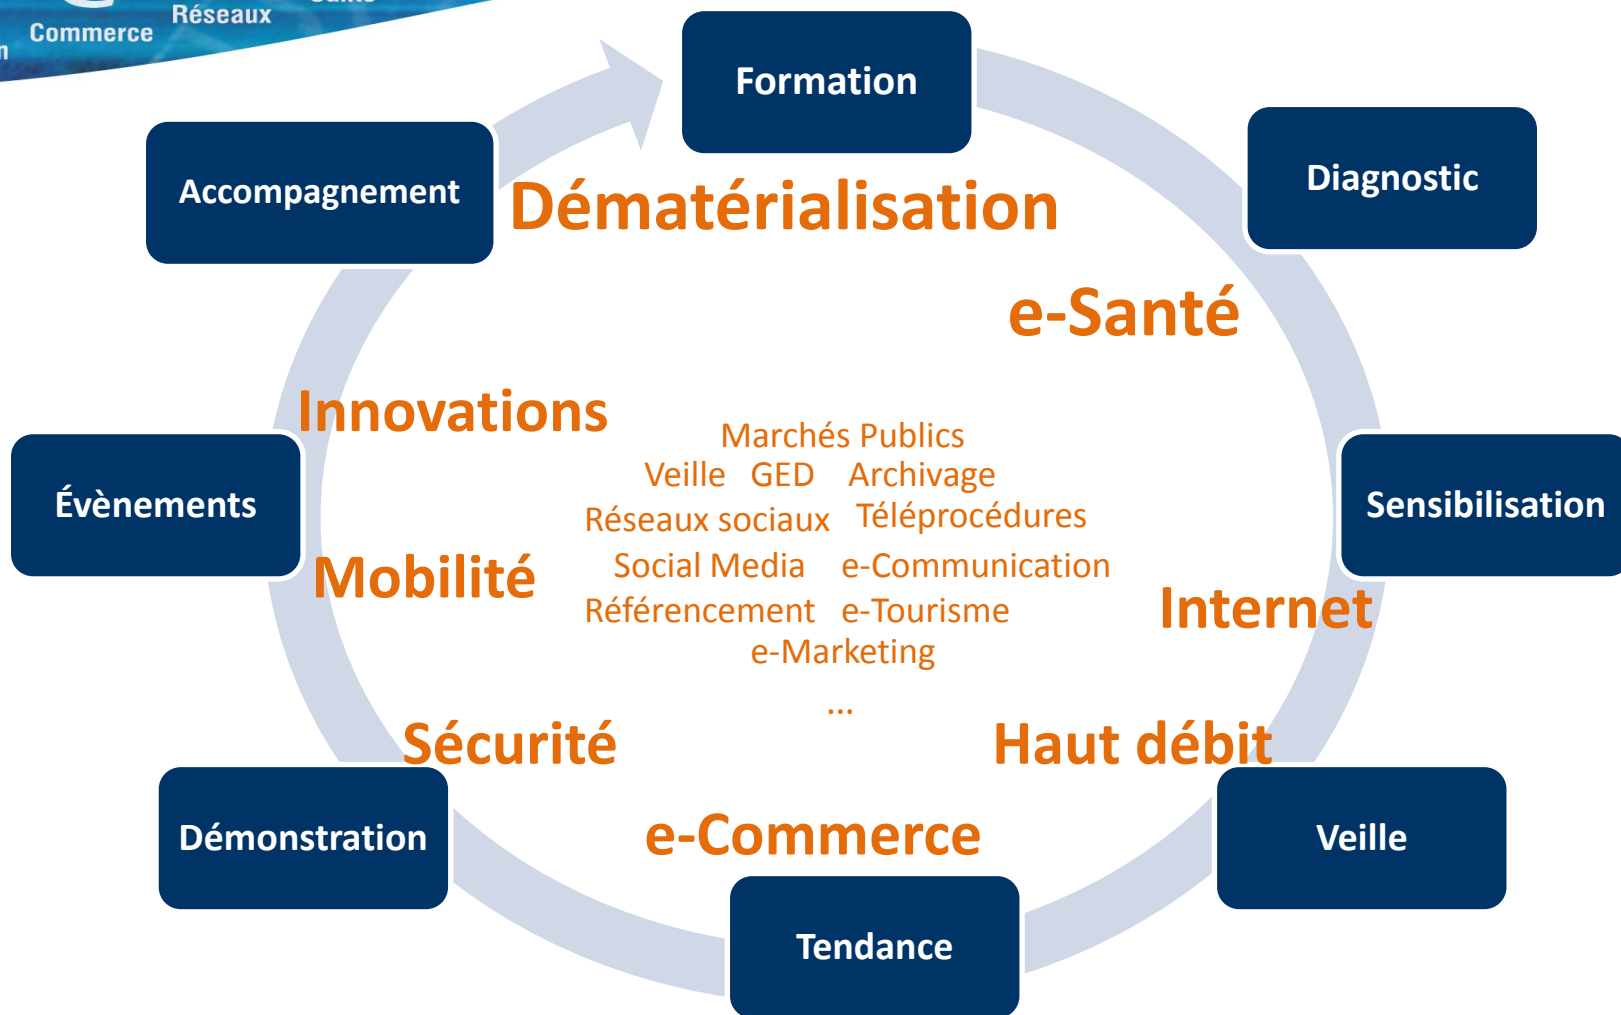 Réseaux
Commerce
Formation
Diagnostic
Accompagnement
Dématérialisation
e-Santé
Innovations
Marchés Publics
Veille GED Archivage
Évènements
Sensibilisation
Réseaux sociaux Téléprocédures
Social Media e-Communication
Mobilité
Référencement e-Tourisme
Internet
e-Marketing
...
Sécurité
Haut débit
Démonstration
e-Commerce
Veille
Tendance